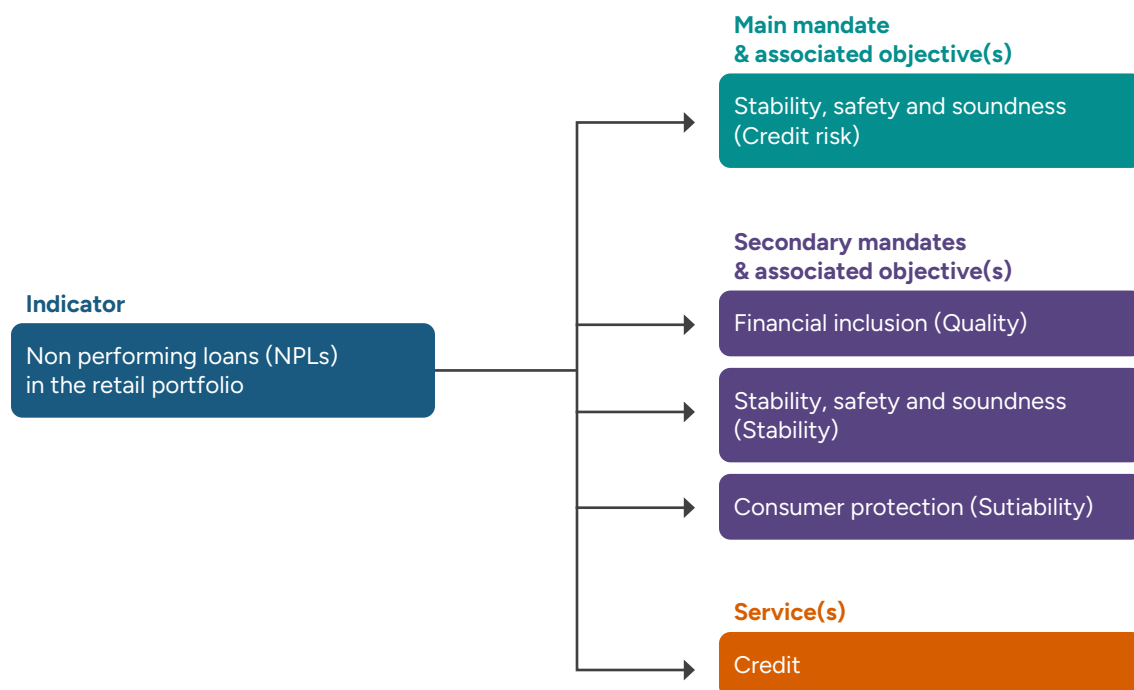 Main mandate
& associated objective(s)
Stability, safety and soundness
(Credit risk)
Secondary mandates
& associated objective(s)
Indicator
Financial inclusion (Quality)
Non performing loans (NPLs)
in the retail portfolio
Stability, safety and soundness
(Stability)
Consumer protection (Sutiability)
Service(s)
Credit